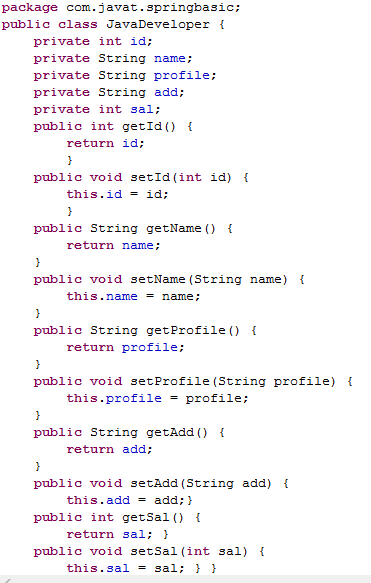 package com.javat.springbasic;
public class JavaDeveloper {
    private int id;
    private String name;
    private String profile;
    private String add;
    private int sal;
    public int getId() {
        return id;
        }
    public void setId(int id) {
        this.id = id;
        }
    public String getName() {
        return name;
    }
    public void setName(String name) {
        this.name = name;
    }
    public String getProfile() {
        return profile;
    }
    public void setProfile(String profile) {
        this.profile = profile;
    }
    public String getAdd() {
        return add;
    }
    public void setAdd(String add) {
        this.add = add;}
    public int getSal() {
        return sal; }
    public void setSal(int sal) {
        this.sal = sal; } }